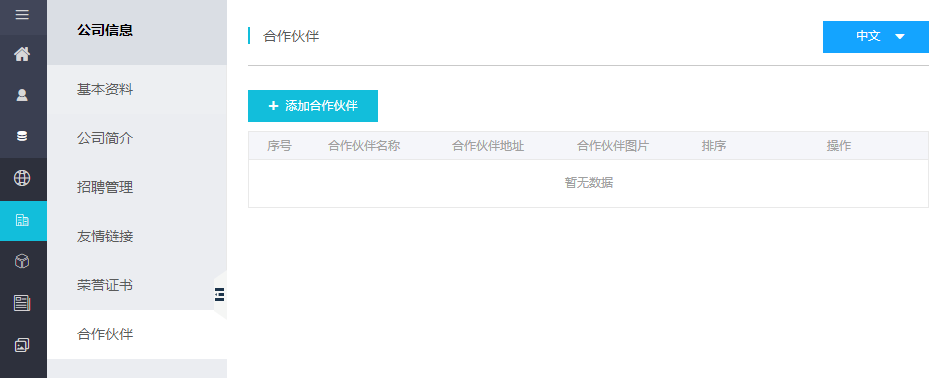 公司信息
基本资料
公司简介
招聘管理
友情链接
荣誉证书
合作伙伴
合作伙伴
中文
+ 添加合作伙伴
序号 合作伙伴名称 合作伙伴地址 合作伙伴图片 排序 操作
暂无数据